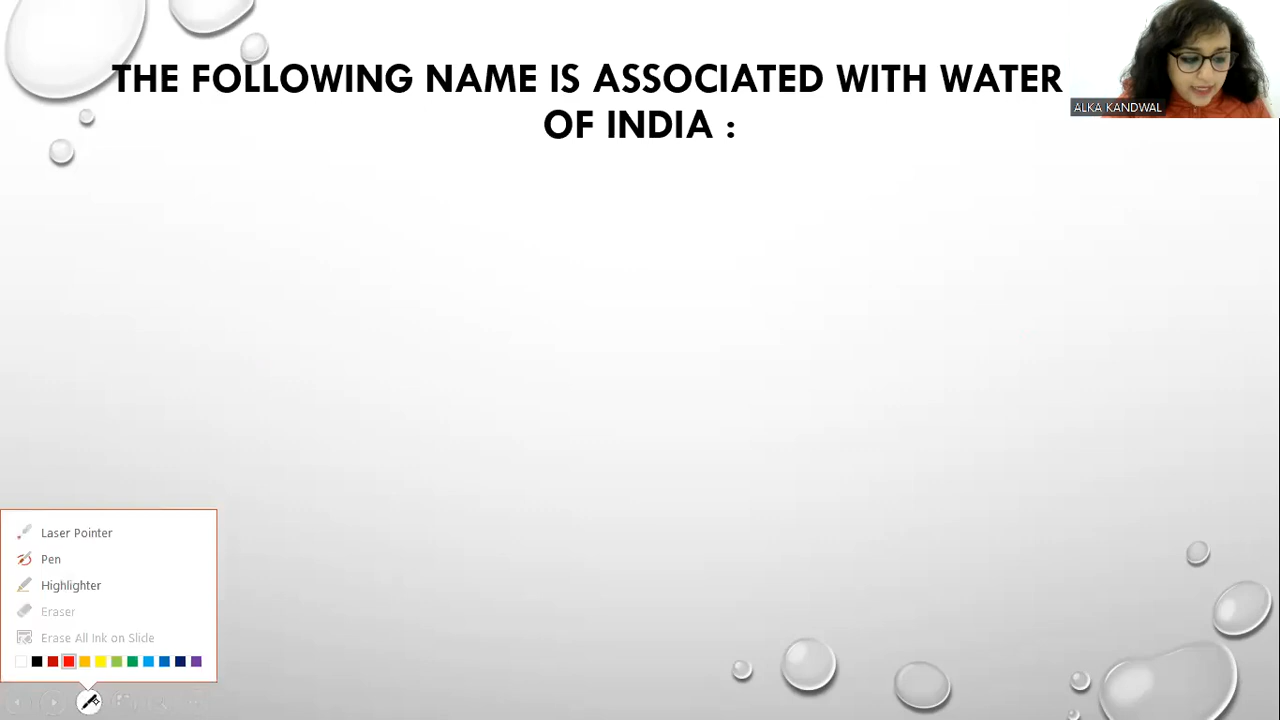 THE FOLLOWING NAME IS ASSOCIATED WITH WATER
OF INDIA :
ALKA KANDWAL
Laser Pointer
Pen
Highlighter
Eraser
Erase All Ink on Slide